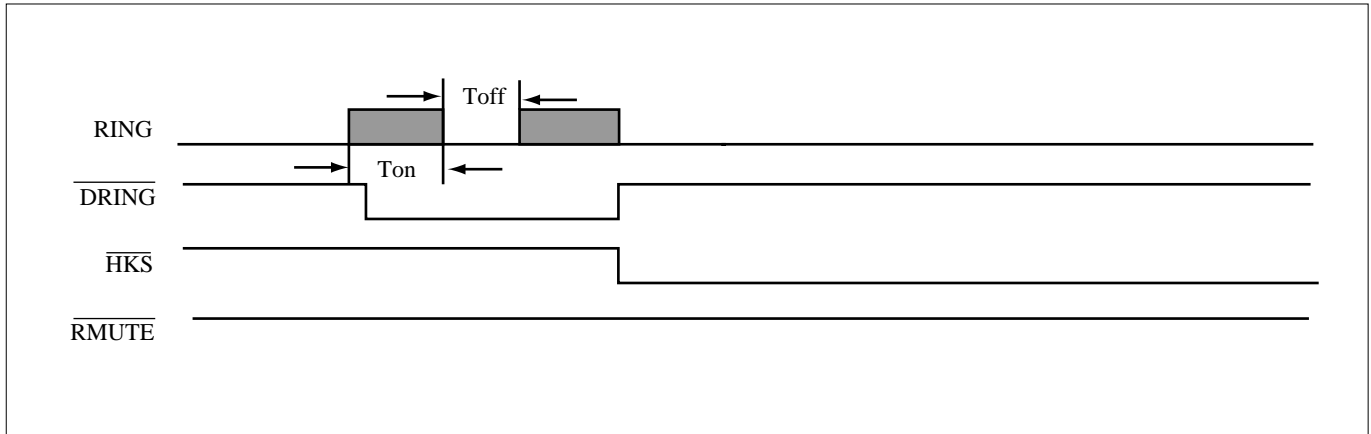 Toff
RING
Ton
DRING
HKS
RMUTE